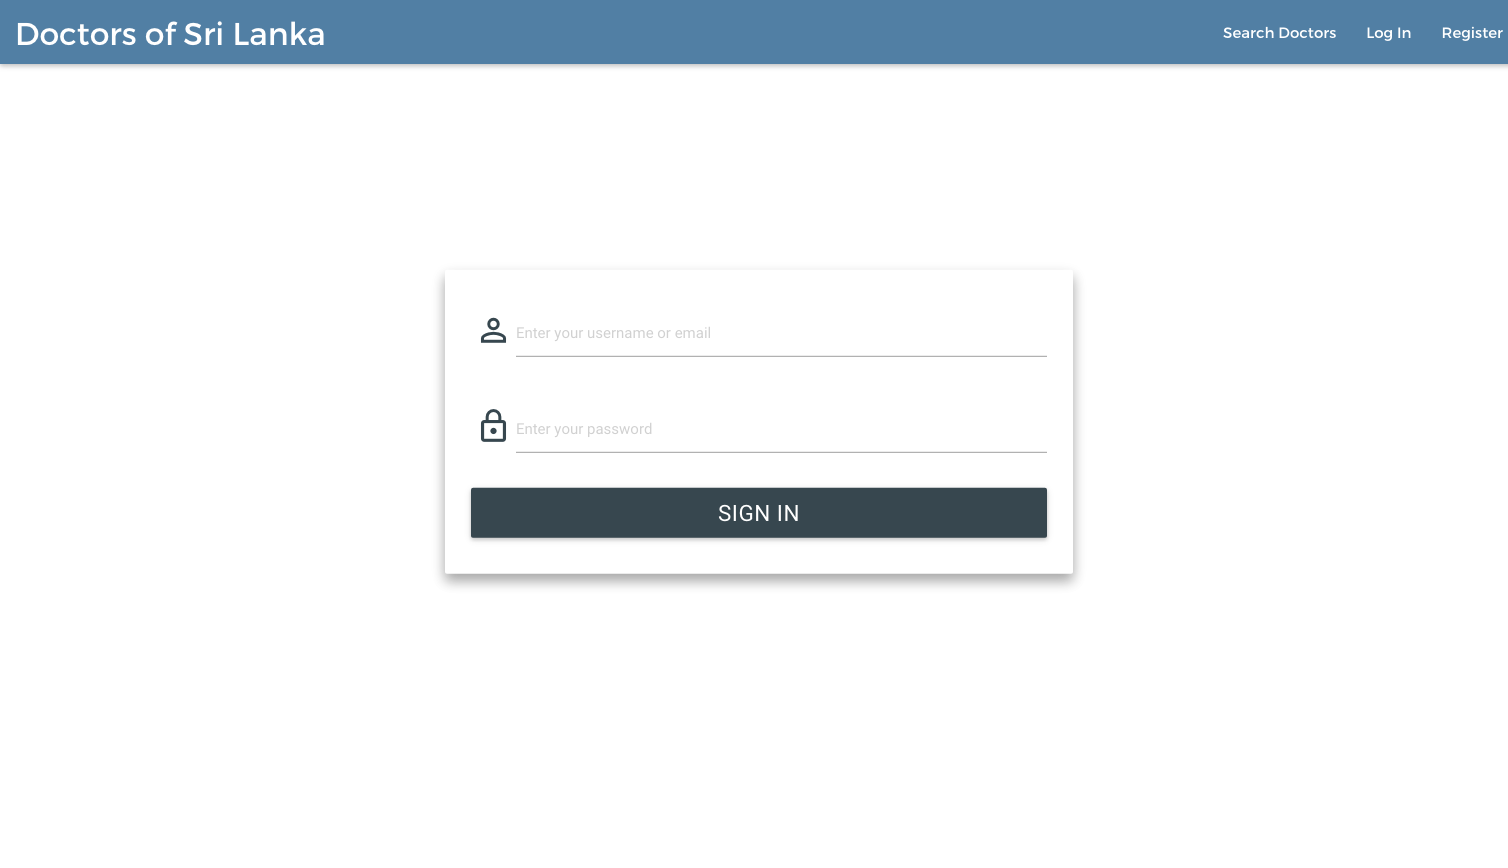 Doctors of Sri Lanka
Search Doctors
Log In
Register
Enter your username or email
Enter your password
SIGN IN